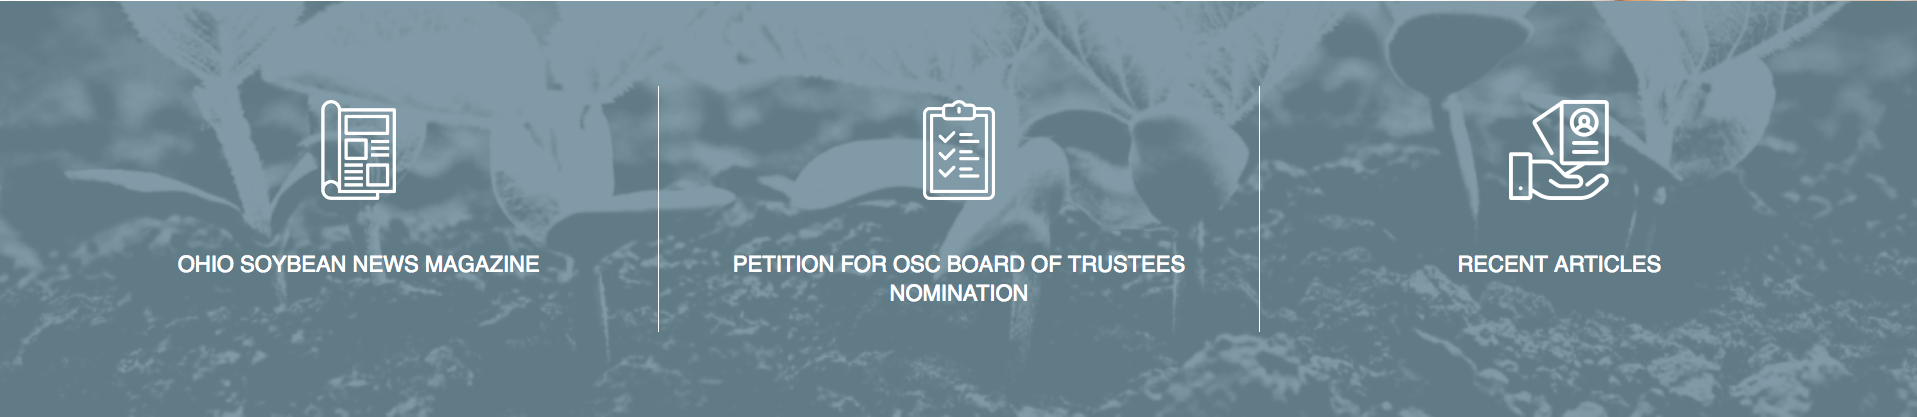 OHIO SOYBEAN NEWS MAGAZINE
PETITION FOR OSC BOARD OF TRUSTEES
NOMINATION
RECENT ARTICLES